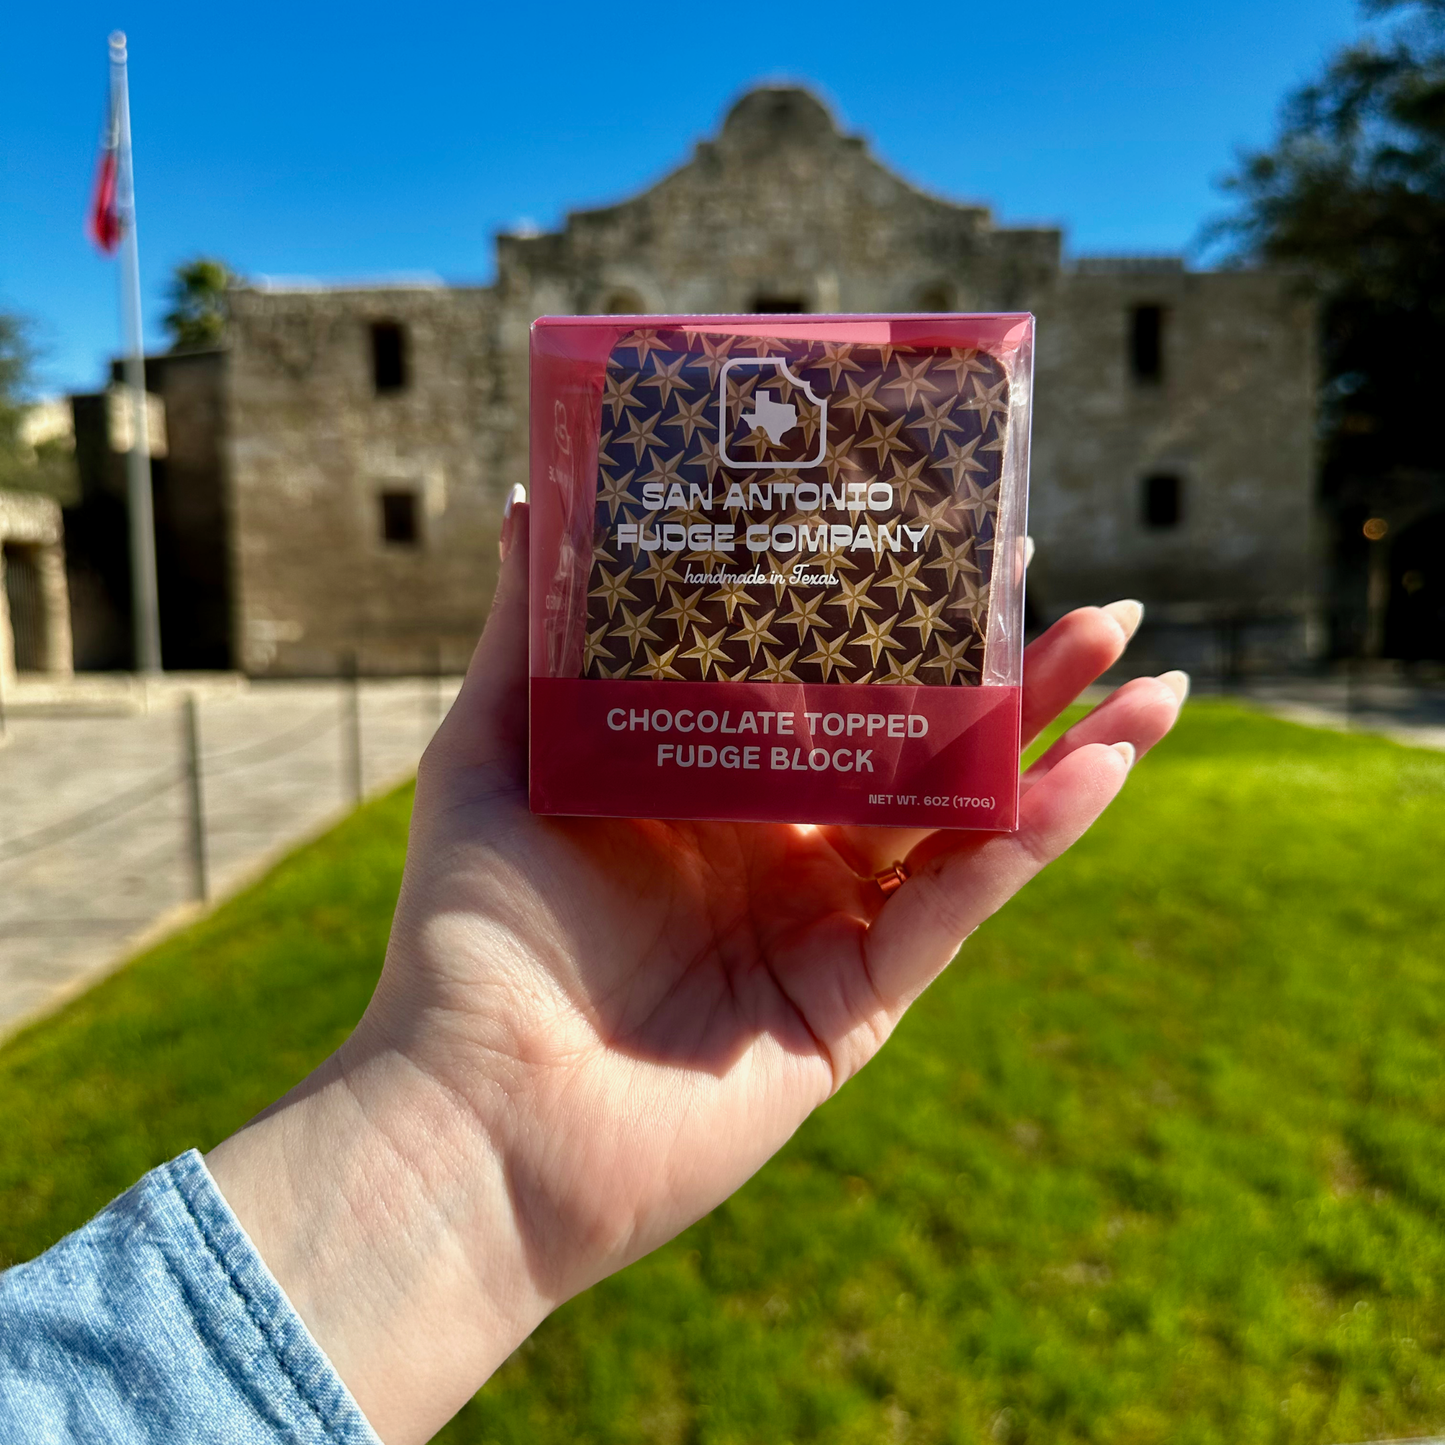 SAN ANTONIO
FUDGE COMPANY
handmade in Texas
CHOCOLATE TOPPED
FUDGE BLOCK
NET WT. 6OZ (170G)